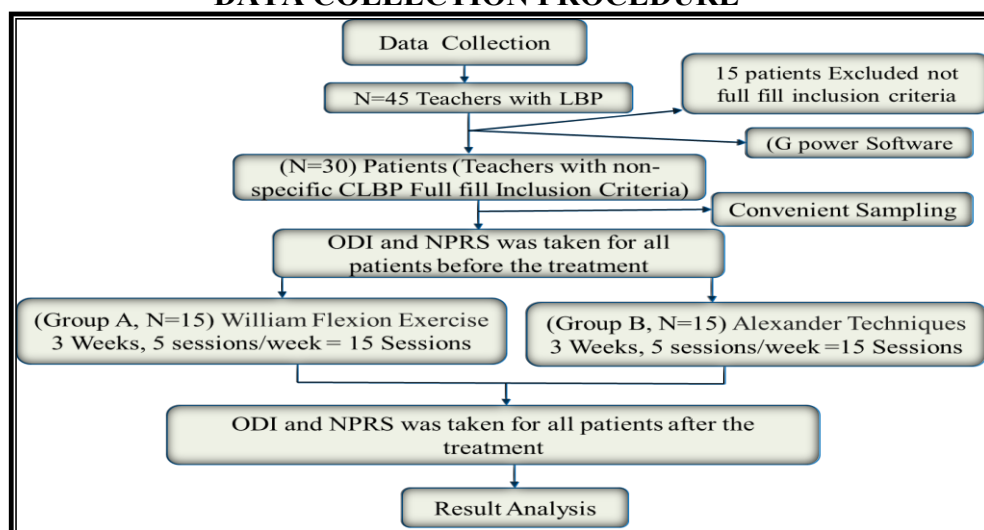 DATA COLLECTION PROCEDURE
Data Collection
N=45 Teachers with LBP
15 patients Excluded not
full fill inclusion criteria
(G power Software
(N=30) Patients (Teachers with non-
specific CLBP Full fill Inclusion Criteria)
Convenient Sampling
ODI and NPRS was taken for all
patients before the treatment
(Group A, N=15) William Flexion Exercise
3 Weeks, 5 sessions/week = 15 Sessions
(Group B, N=15) Alexander Techniques
3 Weeks, 5 sessions/week =15 Sessions
ODI and NPRS was taken for all patients after the
treatment
Result Analysis